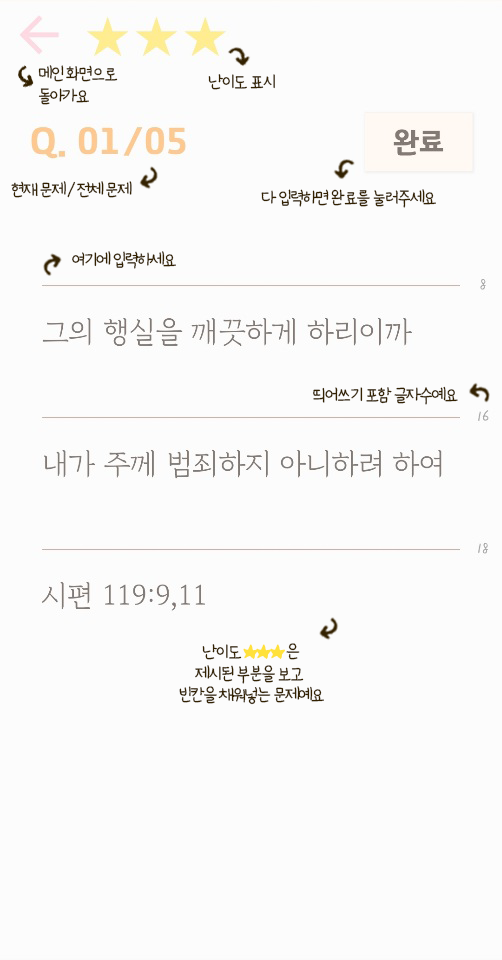 메인 화면으로
돌아가요
난이도 표시
Q. 01/05
완료
현재 문제 / 전체 문제
다 입력하면 완료를 눌러주세요
여기에 입력하세요
8
그의 행실을 깨끗하게 하리이까
띄어쓰기 포함 글자수예요
16
내가 주께 범죄하지 아니하려 하여
18
시편 119:9,11
난이도⭐⭐⭐은
제시된 부분을 보고
빈칸을 채워넣는 문제예요